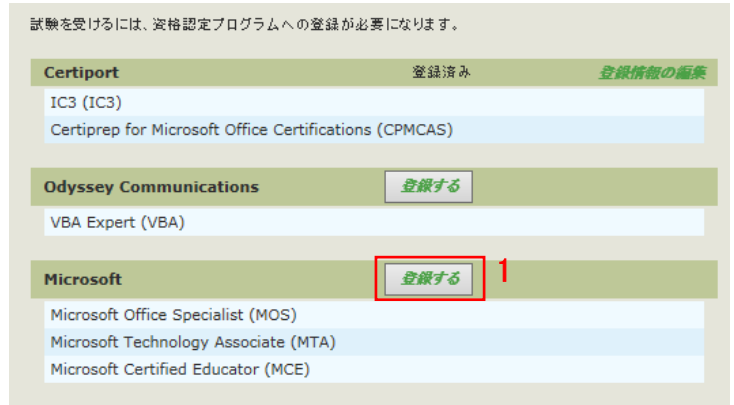 試験を受けるには、資格認定プログラムへの登録が必要になります。
Certiport 登録済み 登録情報の編集
IC3 (IC3)
Certiprep for Microsoft Office Certifications (CPMCAS)
Odyssey Communications 登録する
VBA Expert (VBA)
Microsoft 登録する 1
Microsoft Office Specialist (MOS)
Microsoft Technology Associate (MTA)
Microsoft Certified Educator (MCE)